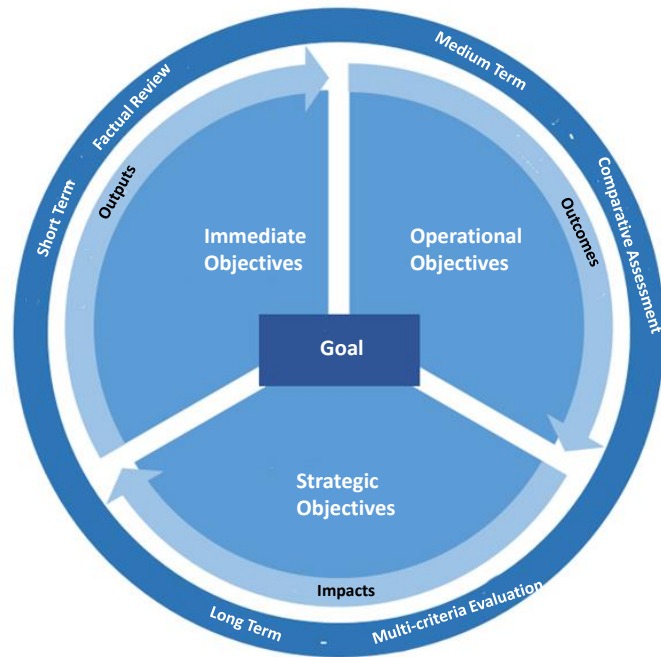 Short Term - Factual Review
Medium Term - Comparative Assessment
Outputs
Outcomes
Immediate
Objectives
Operational
Objectives
Goal
Strategic
Objectives
Impacts
Long Term - Multi-criteria Evaluation